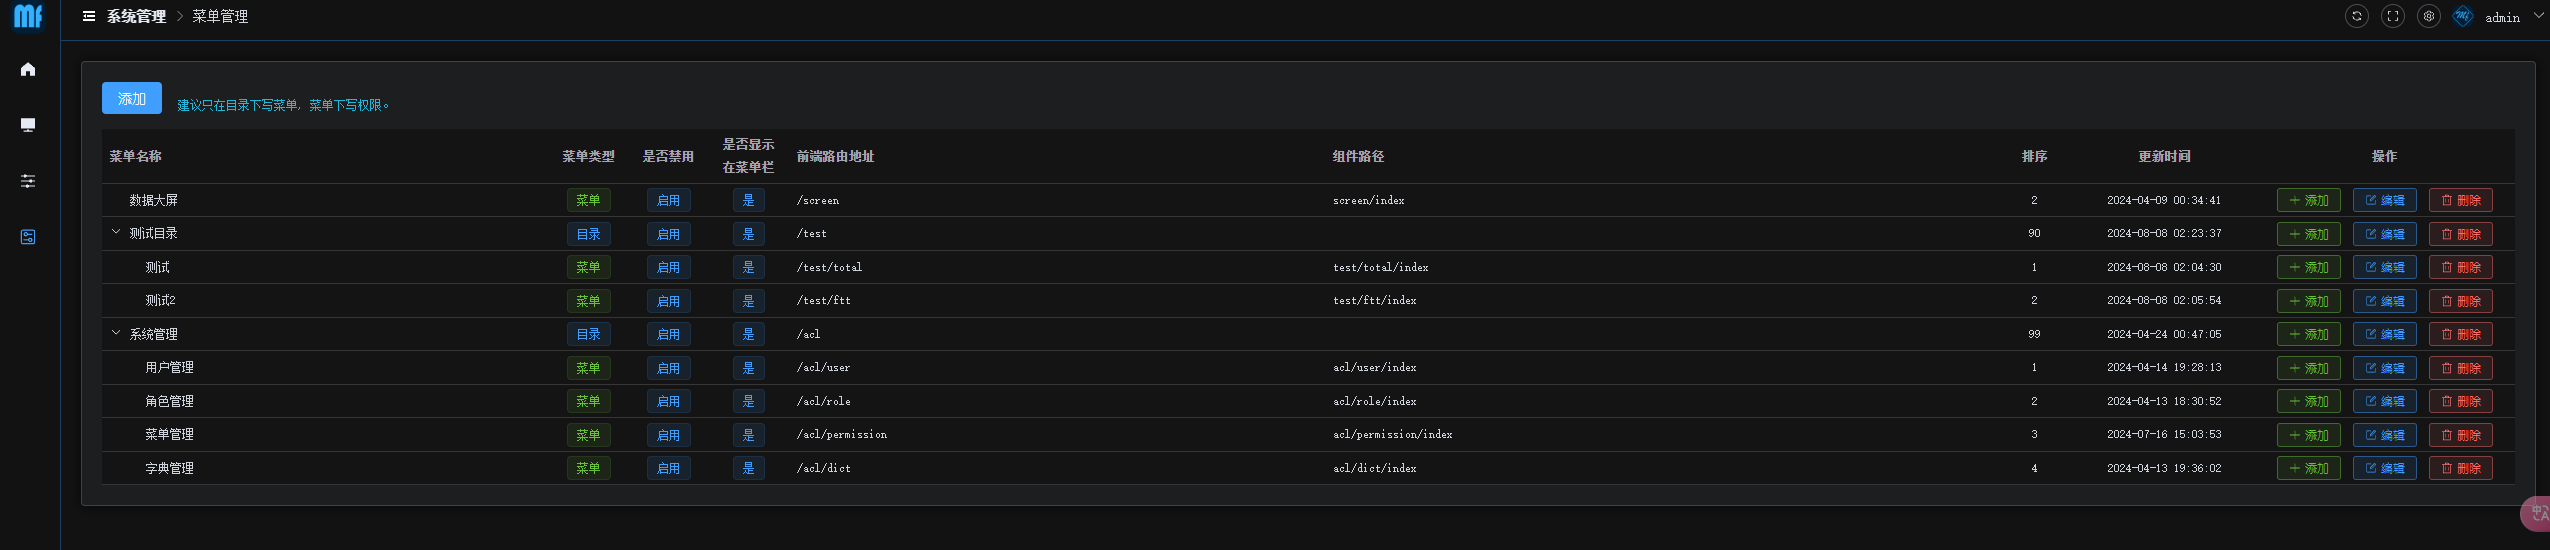 Mf
系统管理 > 菜单管理
admin
添加 建议只在目录下写菜单，菜单下写权限。
菜单名称 菜单类型 是否禁用 是否显示在菜单栏 前端路由地址 组件路径 排序 更新时间 操作
数据大屏 菜单 启用 是 /screen screen/index 2 2024-04-09 00:34:41 添加 编辑 删除
测试目录 目录 启用 是 /test 90 2024-08-08 02:23:37 添加 编辑 删除
测试 菜单 启用 是 /test/total test/total/index 1 2024-08-08 02:04:30 添加 编辑 删除
测试2 菜单 启用 是 /test/ftt test/ftt/index 2 2024-08-08 02:05:54 添加 编辑 删除
系统管理 目录 启用 是 /acl 99 2024-04-24 00:47:05 添加 编辑 删除
用户管理 菜单 启用 是 /acl/user acl/user/index 1 2024-04-14 19:28:13 添加 编辑 删除
角色管理 菜单 启用 是 /acl/role acl/role/index 2 2024-04-13 18:30:52 添加 编辑 删除
菜单管理 菜单 启用 是 /acl/permission acl/permission/index 3 2024-07-16 15:03:53 添加 编辑 删除
字典管理 菜单 启用 是 /acl/dict acl/dict/index 4 2024-04-13 19:36:02 添加 编辑 删除
中A